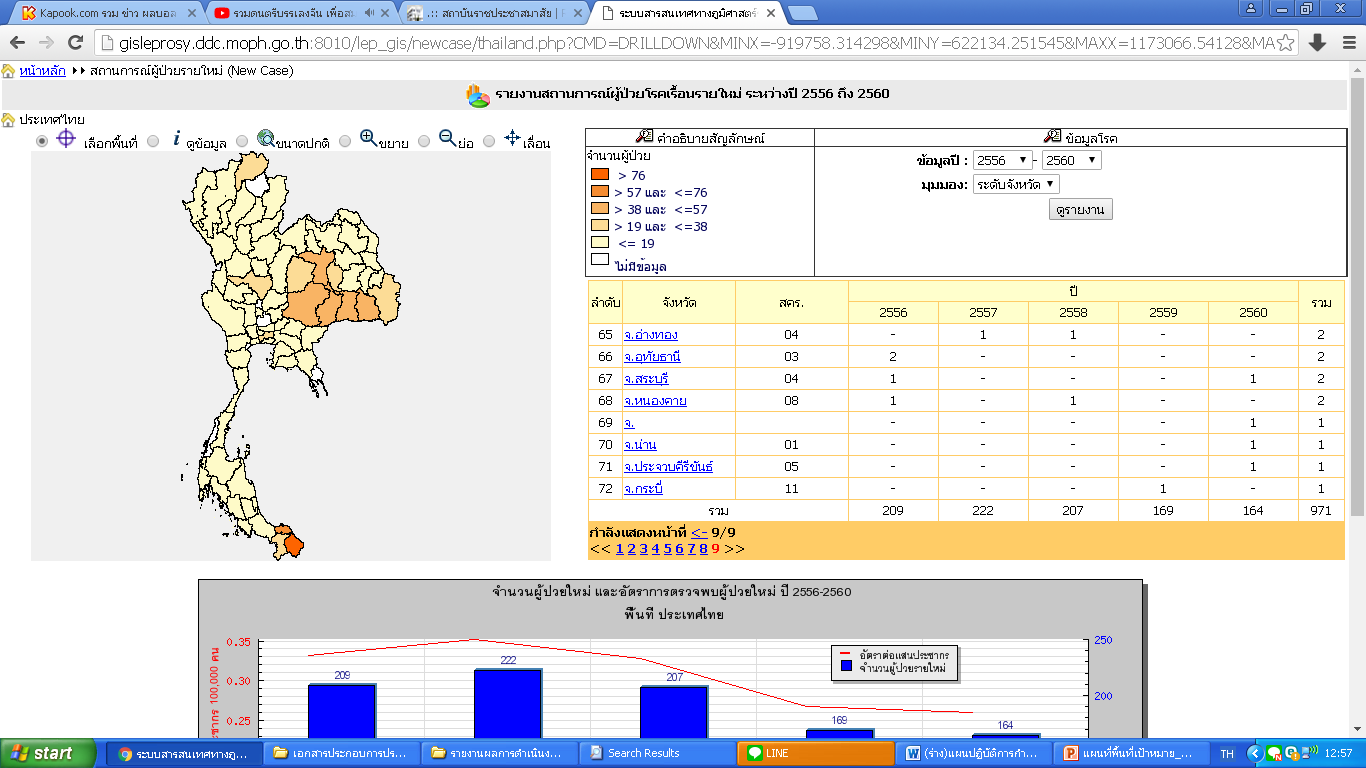 Kapook.com รวม ข่าว ผลบอล
รวมดนตรีบรรเลงจีน เพื่อส
.:: สถาบันราชประชาสมาสัย | F
ระบบสารสนเทศทางภูมิศาสตร์
gisleprosy.ddc.moph.go.th:8010/lep_gis/newcase/thailand.php?CMD=DRILLDOWN&MINX=-919758.314298&MINY=622134.251545&MAXX=1173066.54128&MA
หน้าหลัก สถานการณ์ผู้ป่วยรายใหม่ (New Case)
รายงานสถานการณ์ผู้ป่วยโรคเรื้อนรายใหม่ ระหว่างปี 2556 ถึง 2560
ประเทศไทย
เลือกพื้นที่ i ดูข้อมูล ขนาดปกติ ขยาย ย่อ เลื่อน
คำอธิบายสัญลักษณ์
จำนวนผู้ป่วย
> 76
> 57 และ <=76
> 38 และ <=57
> 19 และ <=38
<= 19
ไม่มีข้อมูล
ข้อมูลโรค
ข้อมูลปี : 2556 - 2560
มุมมอง: ระดับจังหวัด
ดูรายงาน
ลำดับ จังหวัด สคร. ปี รวม
2556 2557 2558 2559 2560
65 จ.อ่างทอง 04 - 1 1 - - 2
66 จ.อุทัยธานี 03 2 - - - - 2
67 จ.สระบุรี 04 1 - - - 1 2
68 จ.หนองคาย 08 1 - 1 - - 2
69 จ. - - - - 1 1
70 จ.น่าน 01 - - - - 1 1
71 จ.ประจวบคีรีขันธ์ 05 - - - - 1 1
72 จ.กระบี่ 11 - - - 1 - 1
รวม 209 222 207 169 164 971
กำลังแสดงหน้าที่ <- 9/9
<< 1 2 3 4 5 6 7 8 9 >>
จำนวนผู้ป่วยใหม่ และอัตราการตรวจพบผู้ป่วยใหม่ ปี 2556-2560
พื้นที่ ประเทศไทย
0.35
0.30
0.25
ชากร 100,000 คน
250
200
อัตราต่อแสนประชากร
จำนวนผู้ป่วยรายใหม่
209
222
207
169
164
start
ระบบสารสนเทศทางภู...
เอกสารประกอบการปร...
รายงานผลการดำเนินง...
Search Results
LINE
(ร่าง)แผนปฏิบัติการกำ...
แผนที่พื้นที่เป้าหมาย_...
TH
12:57